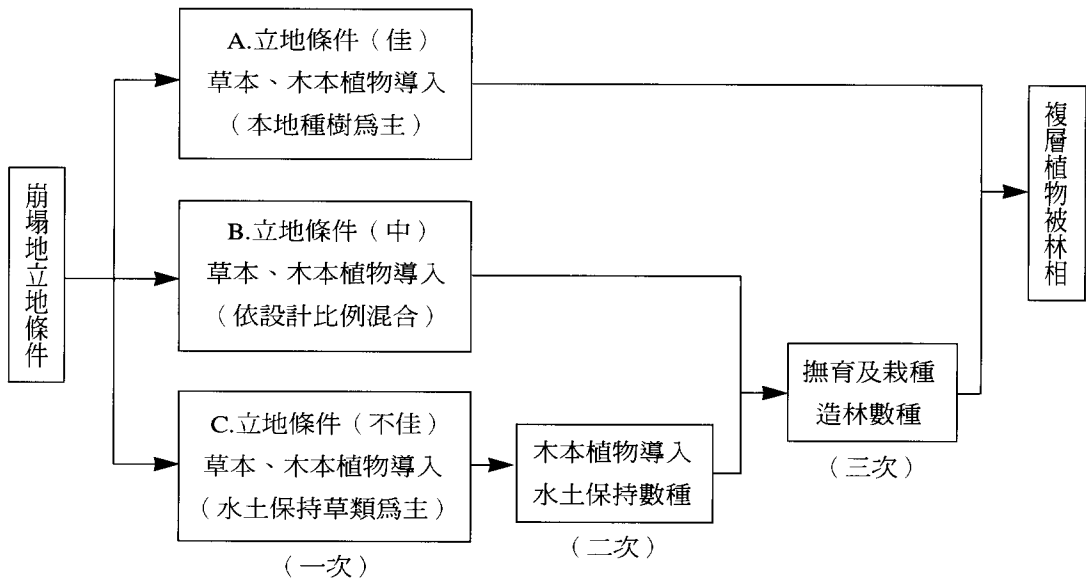 崩塌地立地條件
A.立地條件（佳）
草本、木本植物導入
（本地種樹爲主）
B.立地條件（中）
草本、木本植物導入
（依設計比例混合）
C.立地條件（不佳）
草本、木本植物導入
（水土保持草類爲主）
（一次）
木本植物導入
水土保持數種
（二次）
撫育及栽種
造林數種
（三次）
複層植物被林相